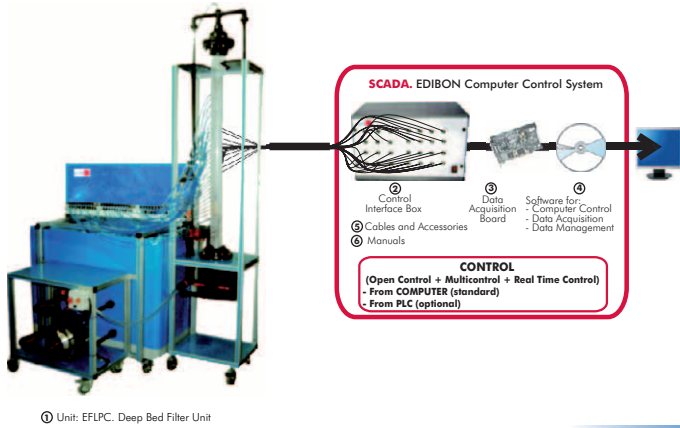 SCADA. EDIBON Computer Control System
②
Control
Interface Box
③
Data
Acquisition
Board
④
Software for:
- Computer Control
- Data Acquisition
- Data Management
⑤ Cables and Accessories
⑥ Manuals
CONTROL
(Open Control + Multicontrol + Real Time Control)
- From COMPUTER (standard)
- From PLC (optional)
① Unit: EFLPC. Deep Bed Filter Unit